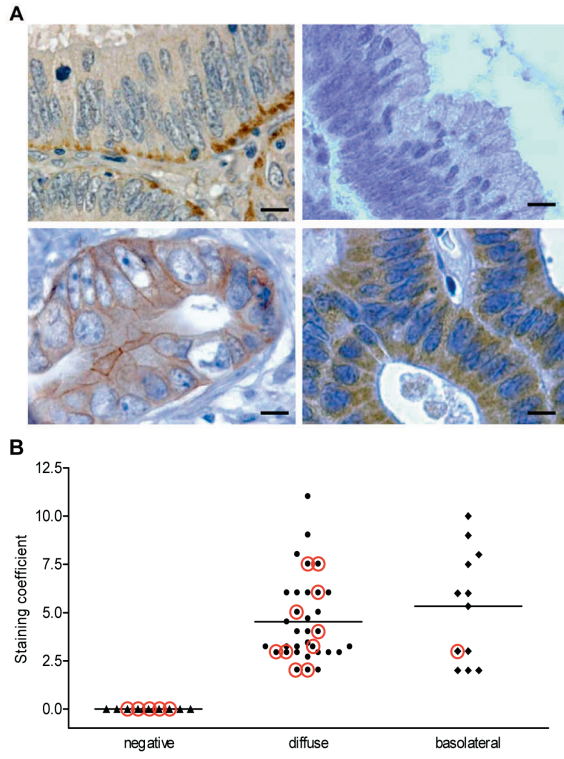 A
B
12.5
10.0
7.5
5.0
2.5
0.0
Staining coefficient
negative
diffuse
basolateral